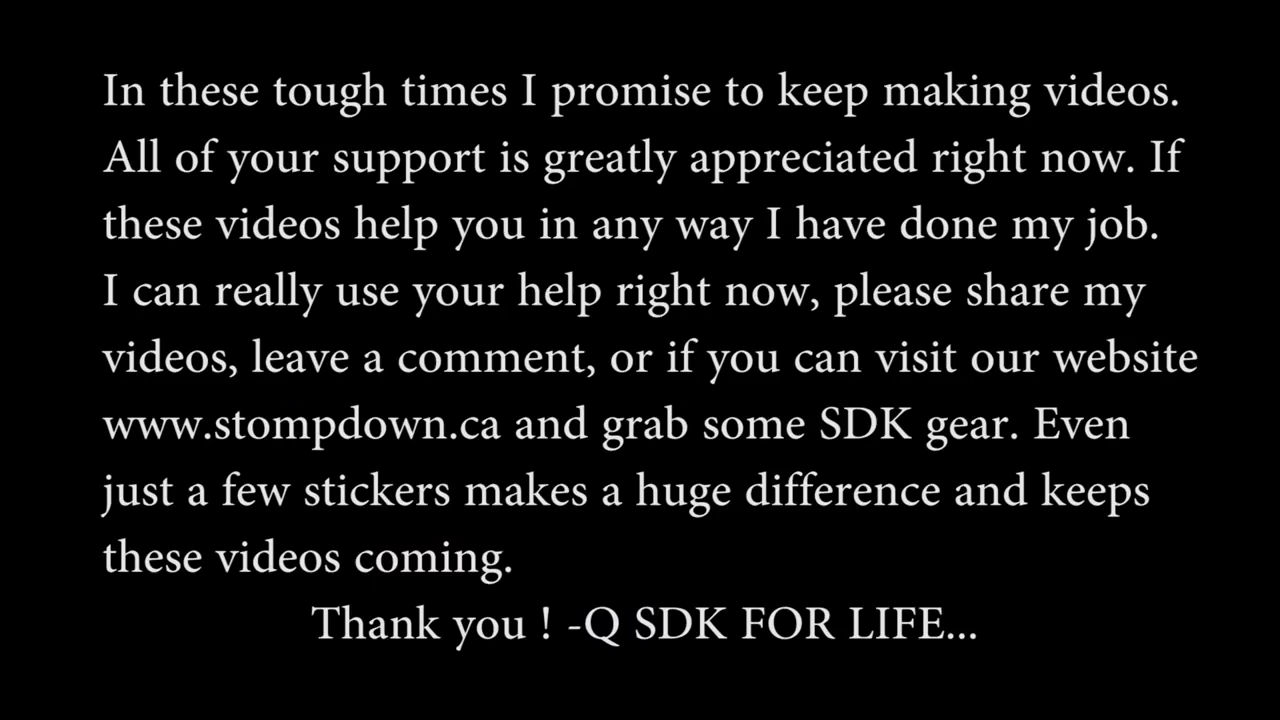 In these tough times I promise to keep making videos.
All of your support is greatly appreciated right now. If
these videos help you in any way I have done my job.
I can really use your help right now, please share my
videos, leave a comment, or if you can visit our website
www.stompdown.ca and grab some SDK gear. Even
just a few stickers makes a huge difference and keeps
these videos coming.
Thank you ! -Q SDK FOR LIFE...